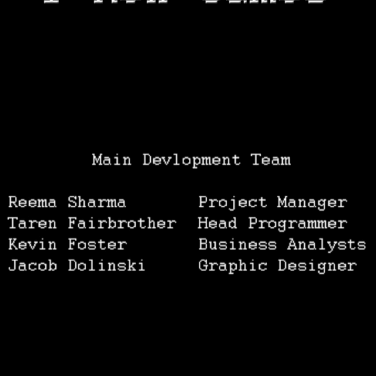 Main Devlopment Team
Reema Sharma Project Manager
Taren Fairbrother Head Programmer
Kevin Foster Business Analysts
Jacob Dolinski Graphic Designer